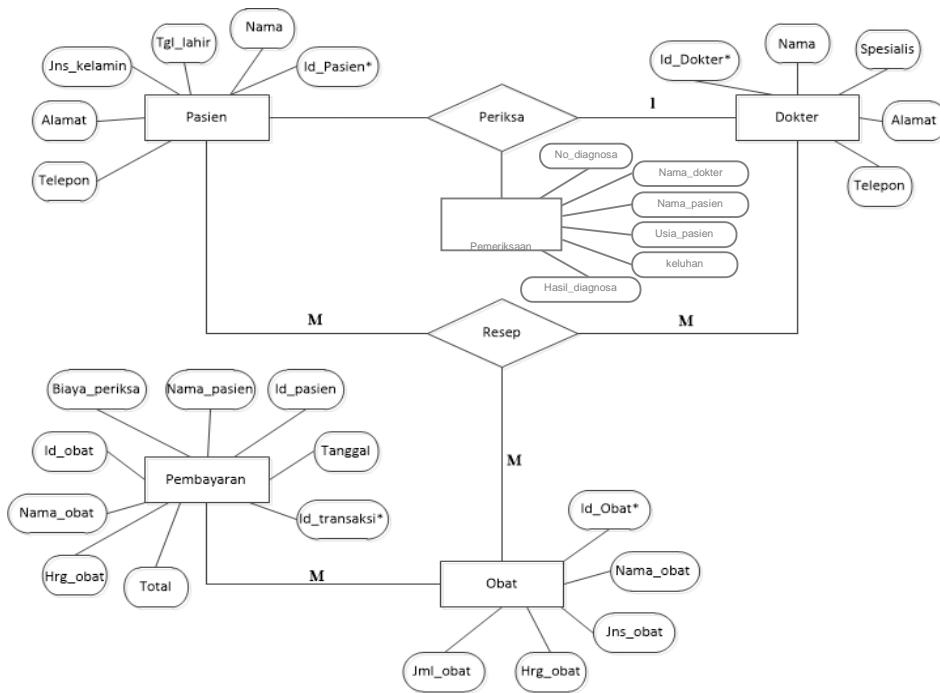 Nama
Tgl_lahir
Jns_kelamin
Id_Pasien*
Alamat
Pasien
Telepon
Periksa
1
Id_Dokter*
Nama
Spesialis
Dokter
Alamat
Telepon
No_diagnosa
Nama_dokter
Nama_pasien
Usia_pasien
keluhan
Pemeriksaan
Hasil_diagnosa
M
Resep
M
Biaya_periksa
Nama_pasien
Id_pasien
Id_obat
Tanggal
Pembayaran
Nama_obat
Id_transaksi*
Hrg_obat
Total
M
M
Id_Obat*
Nama_obat
Obat
Jns_obat
Jml_obat
Hrg_obat